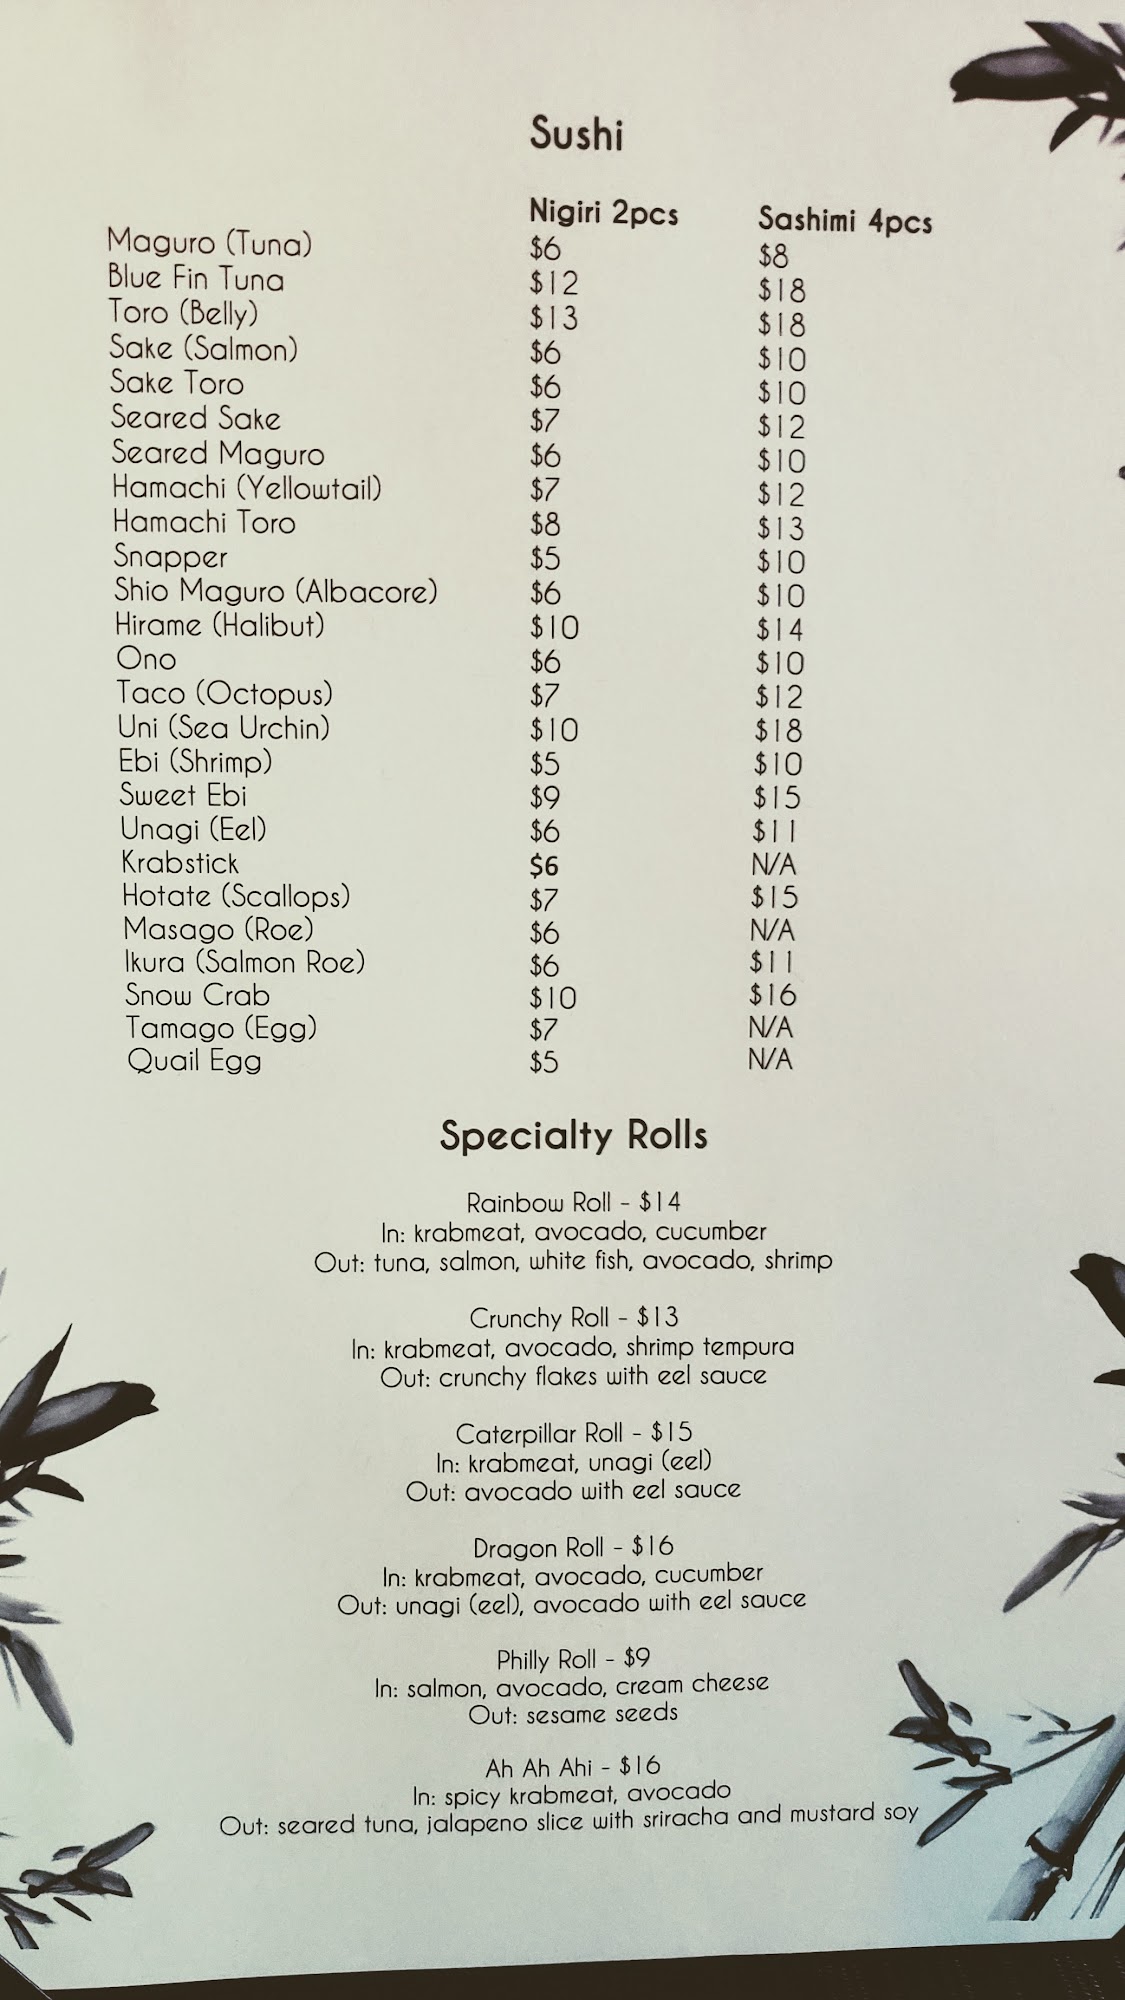 Sushi
Nigiri 2pcs Sashimi 4pcs
Maguro (Tuna) $6 $8
Blue Fin Tuna $12 $18
Toro (Belly) $13 $18
Sake (Salmon) $6 $10
Sake Toro $6 $10
Seared Sake $7 $12
Seared Maguro $6 $10
Hamachi (Yellowtail) $7 $12
Hamachi Toro $8 $13
Snapper $5 $10
Shio Maguro (Albacore) $6 $10
Hirame (Halibut) $10 $14
Ono $6 $10
Taco (Octopus) $7 $12
Uni (Sea Urchin) $10 $18
Ebi (Shrimp) $5 $10
Sweet Ebi $9 $15
Unagi (Eel) $6 $11
Krabstick $6 N/A
Hotate (Scallops) $7 $15
Masago (Roe) $6 N/A
Ikura (Salmon Roe) $6 $11
Snow Crab $10 $16
Tamago (Egg) $7 N/A
Quail Egg $5 N/A
Specialty Rolls
Rainbow Roll - $14
In: krabmeat, avocado, cucumber
Out: tuna, salmon, white fish, avocado, shrimp
Crunchy Roll - $13
In: krabmeat, avocado, shrimp tempura
Out: crunchy flakes with eel sauce
Caterpillar Roll - $15
In: krabmeat, unagi (eel)
Out: avocado with eel sauce
Dragon Roll - $16
In: krabmeat, avocado, cucumber
Out: unagi (eel), avocado with eel sauce
Philly Roll - $9
In: salmon, avocado, cream cheese
Out: sesame seeds
Ah Ah Ahi - $16
In: spicy krabmeat, avocado
Out: seared tuna, jalapeno slice with sriracha and mustard soy